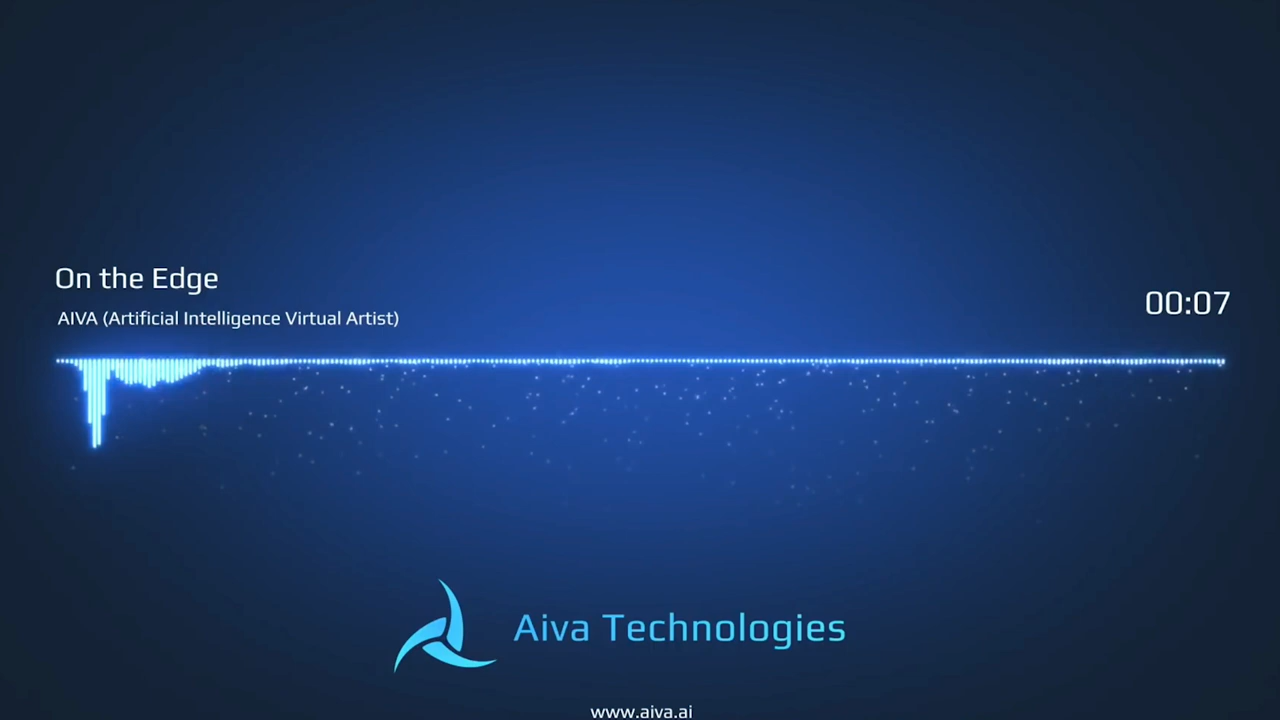 On the Edge
AIVA (Artificial Intelligence Virtual Artist)
00:07
Aiva Technologies
www.aiva.ai